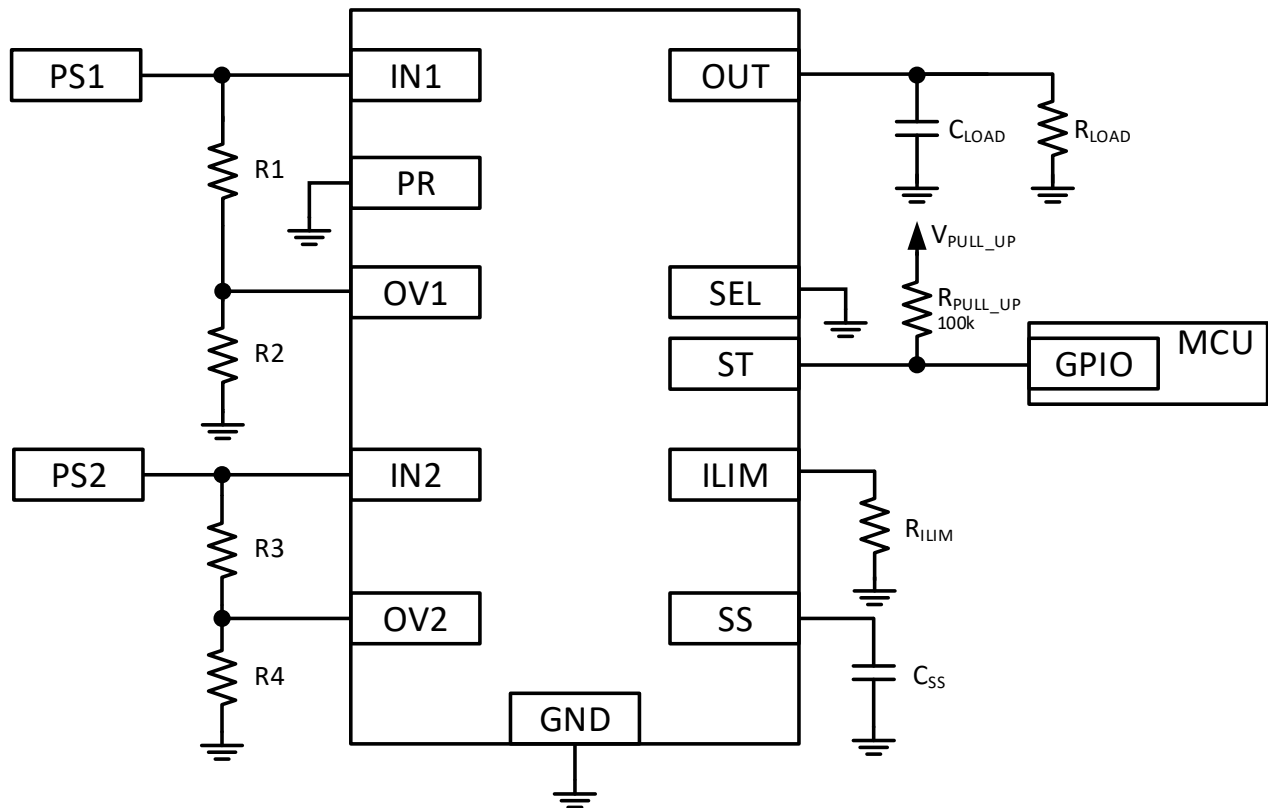 PS1
IN1
OUT
C_LOAD
R_LOAD
R1
PR
V_PULL_UP
OV1
SEL
R_PULL_UP
100k
R2
ST
GPIO
MCU
PS2
IN2
ILIM
R3
R_ILIM
OV2
SS
R4
C_SS
GND